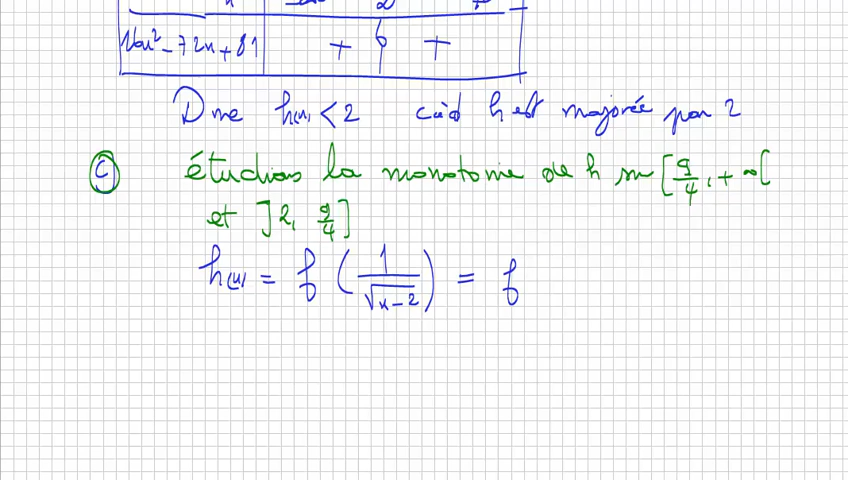 16x² - 72x + 81 + 0 +
Donc h(x) < 2 càd h est majorée par 2
C) étudions la monotonie de h sur [9/4, +∞[
et ]2, 9/4]
h(x) = f(1/√(x-2)) = f